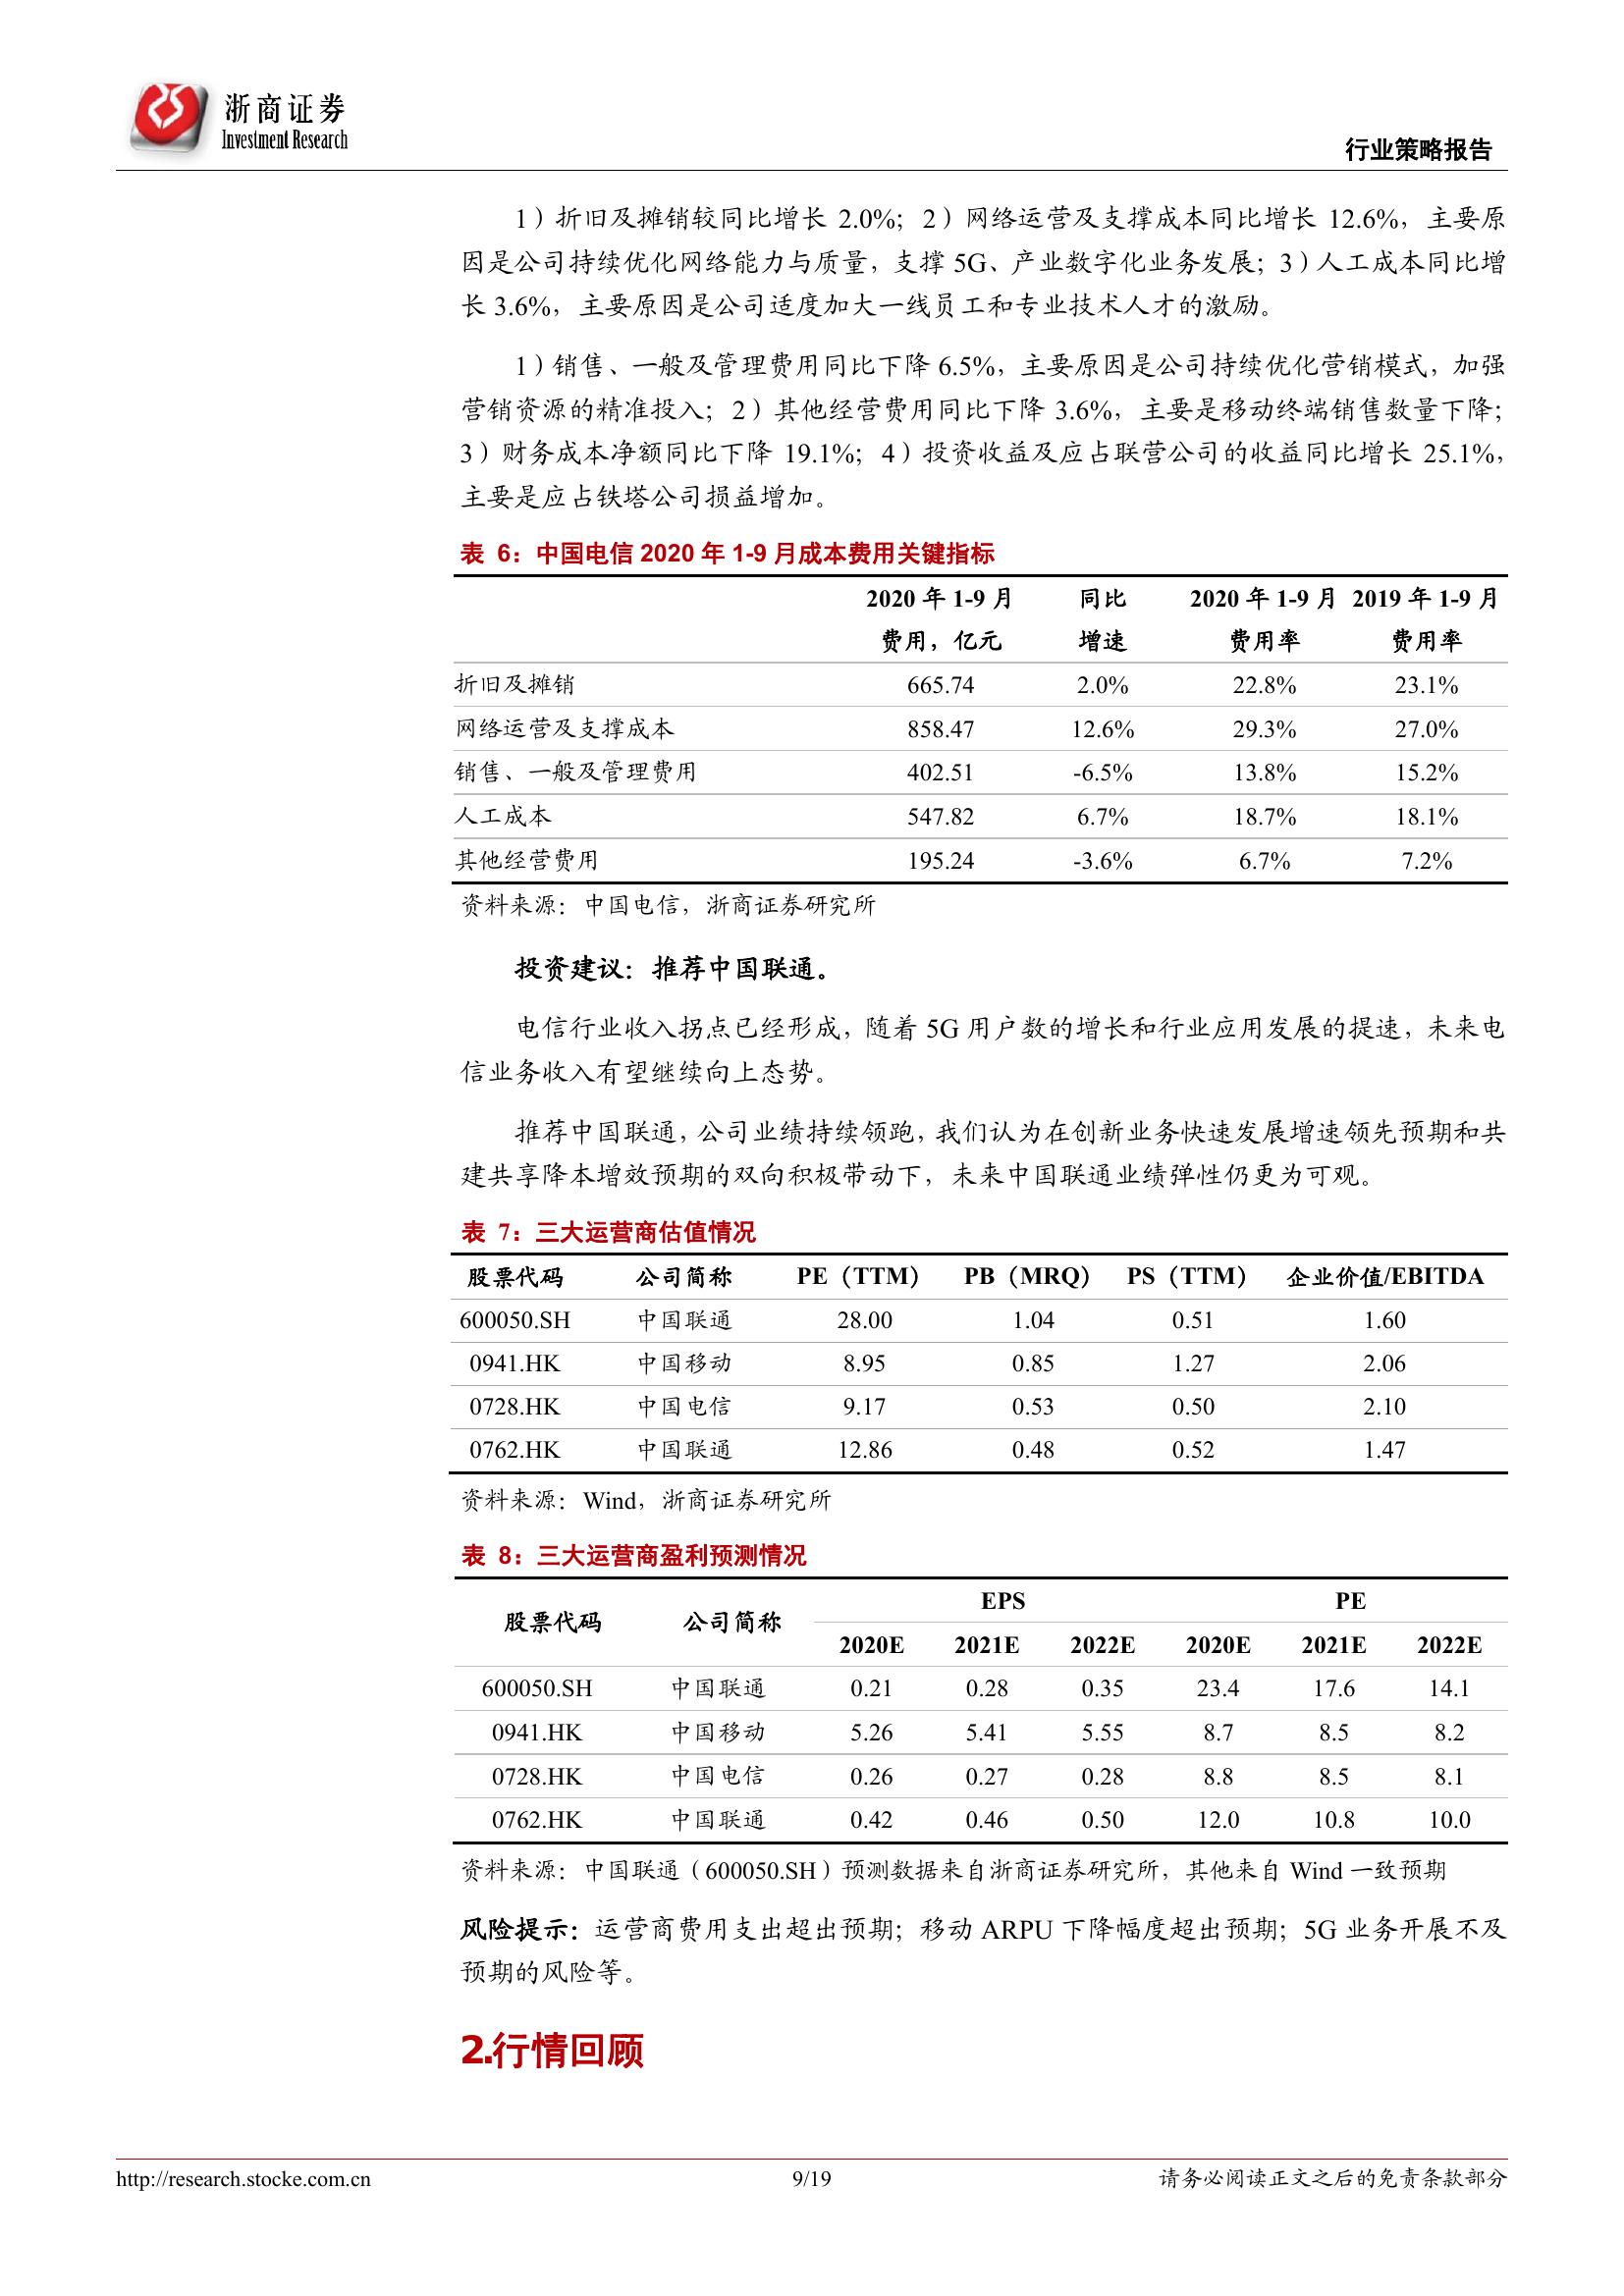 浙商证券
Investment Research
行业策略报告
1）折旧及摊销较同比增长 2.0%；2）网络运营及支撑成本同比增长 12.6%，主要原
因是公司持续优化网络能力与质量，支撑 5G、产业数字化业务发展；3）人工成本同比增
长 3.6%，主要原因是公司适度加大一线员工和专业技术人才的激励。
1）销售、一般及管理费用同比下降 6.5%，主要原因是公司持续优化营销模式，加强
营销资源的精准投入；2）其他经营费用同比下降 3.6%，主要是移动终端销售数量下降；
3）财务成本净额同比下降 19.1%；4）投资收益及应占联营公司的收益同比增长 25.1%，
主要是应占铁塔公司损益增加。
表 6：中国电信 2020 年 1-9 月成本费用关键指标
2020 年 1-9 月 同比 2020 年 1-9 月 2019 年 1-9 月
费用，亿元 增速 费用率 费用率
折旧及摊销 665.74 2.0% 22.8% 23.1%
网络运营及支撑成本 858.47 12.6% 29.3% 27.0%
销售、一般及管理费用 402.51 -6.5% 13.8% 15.2%
人工成本 547.82 6.7% 18.7% 18.1%
其他经营费用 195.24 -3.6% 6.7% 7.2%
资料来源：中国电信，浙商证券研究所
投资建议：推荐中国联通。
电信行业收入拐点已经形成，随着 5G 用户数的增长和行业应用发展的提速，未来电
信业务收入有望继续向上态势。
推荐中国联通，公司业绩持续领跑，我们认为在创新业务快速发展增速领先预期和共
建共享降本增效预期的双向积极带动下，未来中国联通业绩弹性仍更为可观。
表 7：三大运营商估值情况
股票代码 公司简称 PE（TTM） PB（MRQ） PS（TTM） 企业价值/EBITDA
600050.SH 中国联通 28.00 1.04 0.51 1.60
0941.HK 中国移动 8.95 0.85 1.27 2.06
0728.HK 中国电信 9.17 0.53 0.50 2.10
0762.HK 中国联通 12.86 0.48 0.52 1.47
资料来源：Wind，浙商证券研究所
表 8：三大运营商盈利预测情况
股票代码 公司简称 EPS PE
2020E 2021E 2022E 2020E 2021E 2022E
600050.SH 中国联通 0.21 0.28 0.35 23.4 17.6 14.1
0941.HK 中国移动 5.26 5.41 5.55 8.7 8.5 8.2
0728.HK 中国电信 0.26 0.27 0.28 8.8 8.5 8.1
0762.HK 中国联通 0.42 0.46 0.50 12.0 10.8 10.0
资料来源：中国联通（600050.SH）预测数据来自浙商证券研究所，其他来自 Wind 一致预期
风险提示：运营商费用支出超出预期；移动 ARPU 下降幅度超出预期；5G 业务开展不及
预期的风险等。
2.行情回顾
http://research.stocke.com.cn 9/19 请务必阅读正文之后的免责条款部分